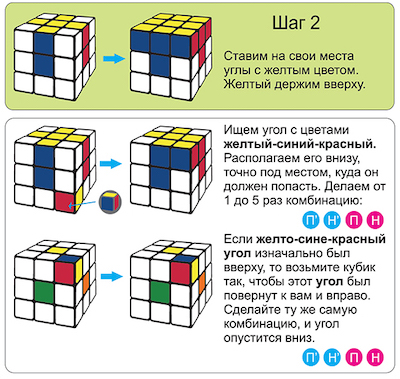 Шаг 2
Ставим на свои места
углы с желтым цветом.
Желтый держим вверху.
Ищем угол с цветами
желтый-синий-красный.
Располагаем его внизу,
точно под местом, куда он
должен попасть. Делаем от
1 до 5 раз комбинацию:
П' Н' П Н
Если желто-сине-красный
угол изначально был
вверху, то возьмите кубик
так, чтобы этот угол был
повернут к вам и вправо.
Сделайте ту же самую
комбинацию, и угол
опустится вниз.
П' Н' П Н